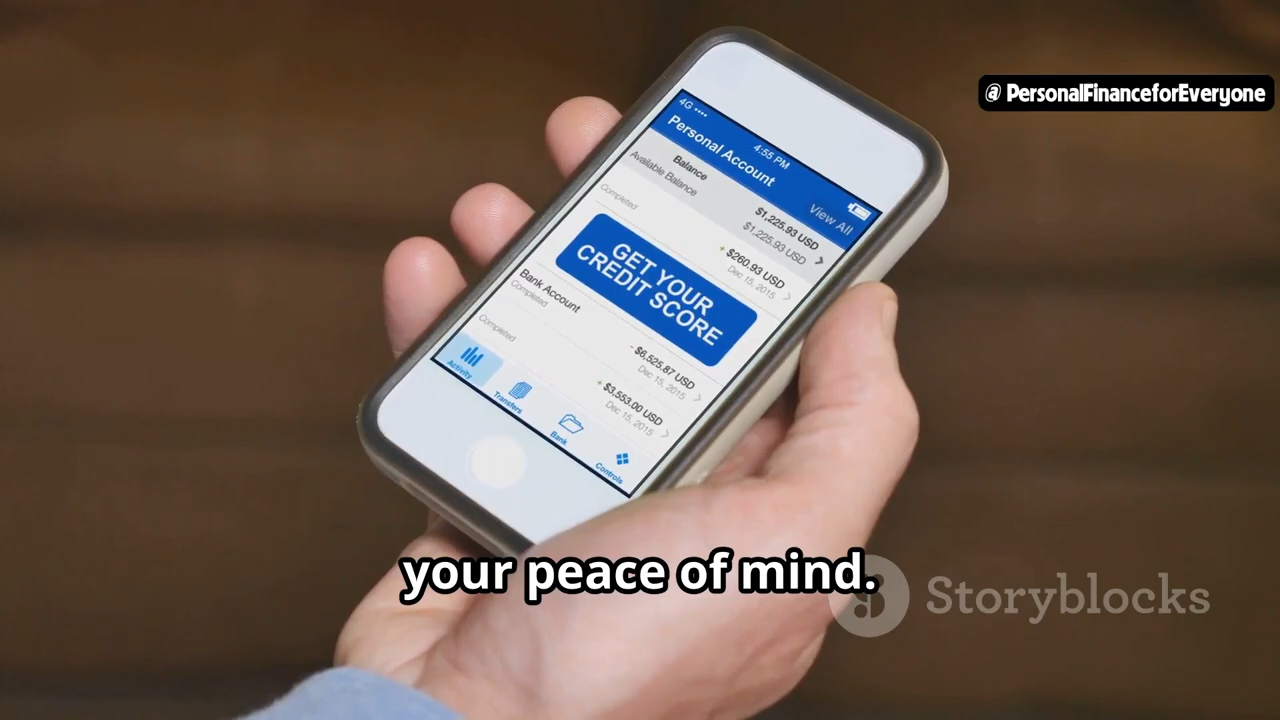 @ PersonalFinanceforEveryone
4G
4:55 PM
Personal Account
View All
Balance
$1,225.93 USD
Available Balance
$1,225.93 USD
Completed
+ $260.93 USD
Dec 15, 2015
GET YOUR
CREDIT SCORE
Bank Account
Completed
- $6,525.87 USD
Dec 15, 2015
Completed
+ $3,553.00 USD
Dec 15, 2015
Activity
Transfers
Bank
Controls
your peace of mind.
Storyblocks